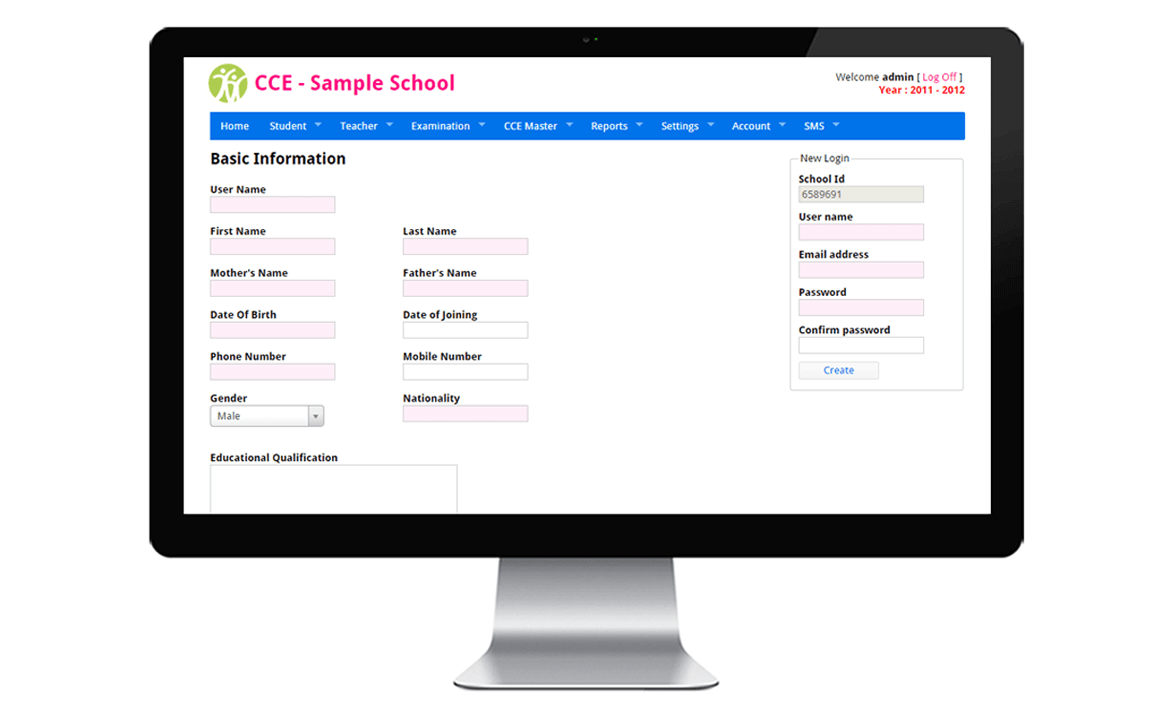 CCE - Sample School
Welcome admin [ Log Off ]
Year : 2011 - 2012
Home Student Teacher Examination CCE Master Reports Settings Account SMS
Basic Information
User Name
First Name Last Name
Mother's Name Father's Name
Date Of Birth Date of Joining
Phone Number Mobile Number
Gender Nationality
Male
Educational Qualification
New Login
School Id
6589691
User name
Email address
Password
Confirm password
Create